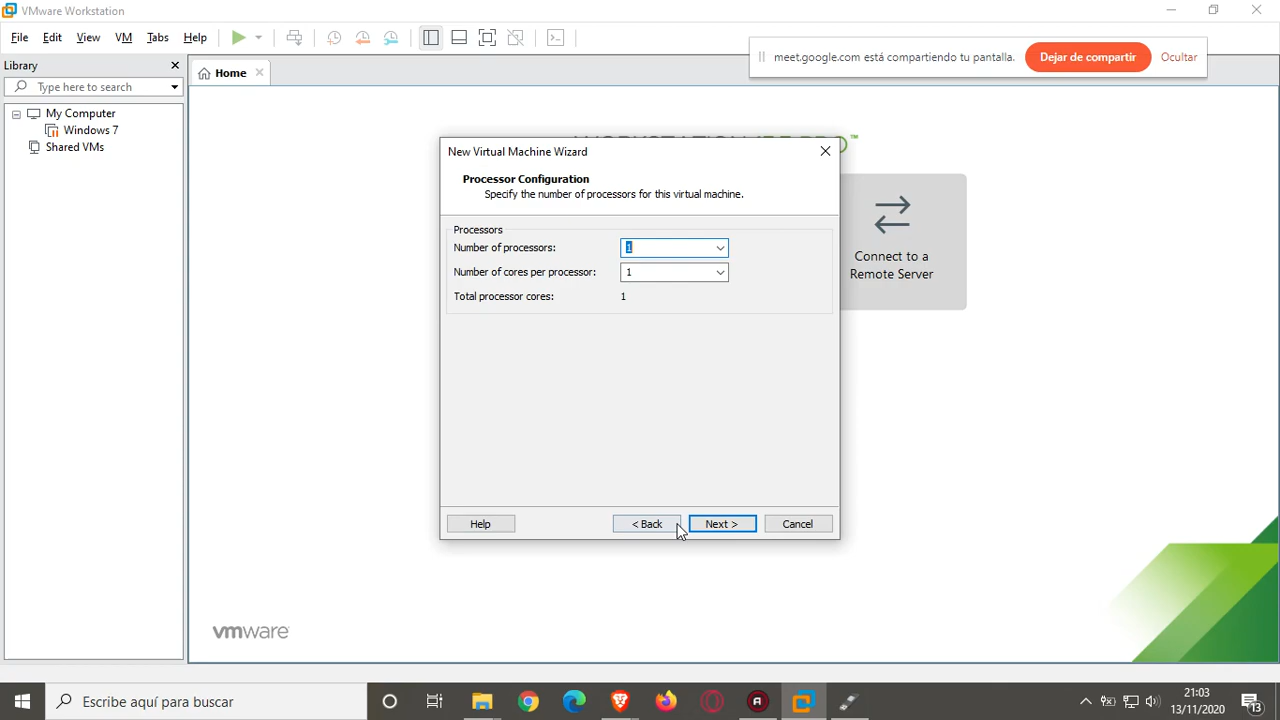 VMware Workstation
File Edit View VM Tabs Help
meet.google.com está compartiendo tu pantalla. Dejar de compartir Ocultar
Library
Home
Type here to search
My Computer
Windows 7
Shared VMs
New Virtual Machine Wizard
Processor Configuration
Specify the number of processors for this virtual machine.
Processors
Number of processors: 1
Number of cores per processor: 1
Total processor cores: 1
Connect to a
Remote Server
Help < Back Next > Cancel
vmware
Escribe aquí para buscar
21:03
13/11/2020
13